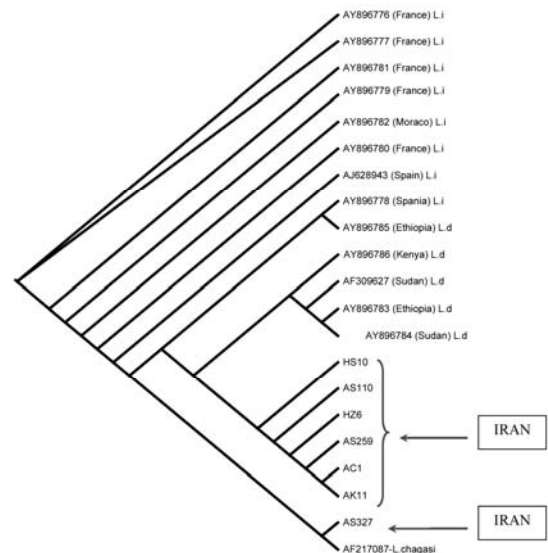 AY896776 (France) L.i
AY896777 (France) L.i
AY896781 (France) L.i
AY896779 (France) L.i
AY896782 (Moraco) L.i
AY896780 (France) L.i
AJ628943 (Spain) L.i
AY896778 (Spania) L.i
AY896785 (Ethiopia) L.d
AY896786 (Kenya) L.d
AF309627 (Sudan) L.d
AY896783 (Ethiopia) L.d
AY896784 (Sudan) L.d
HS10
AS110
HZ6
AS259
IRAN
AC1
AK11
AS327
IRAN
AF217087-L.chagasi